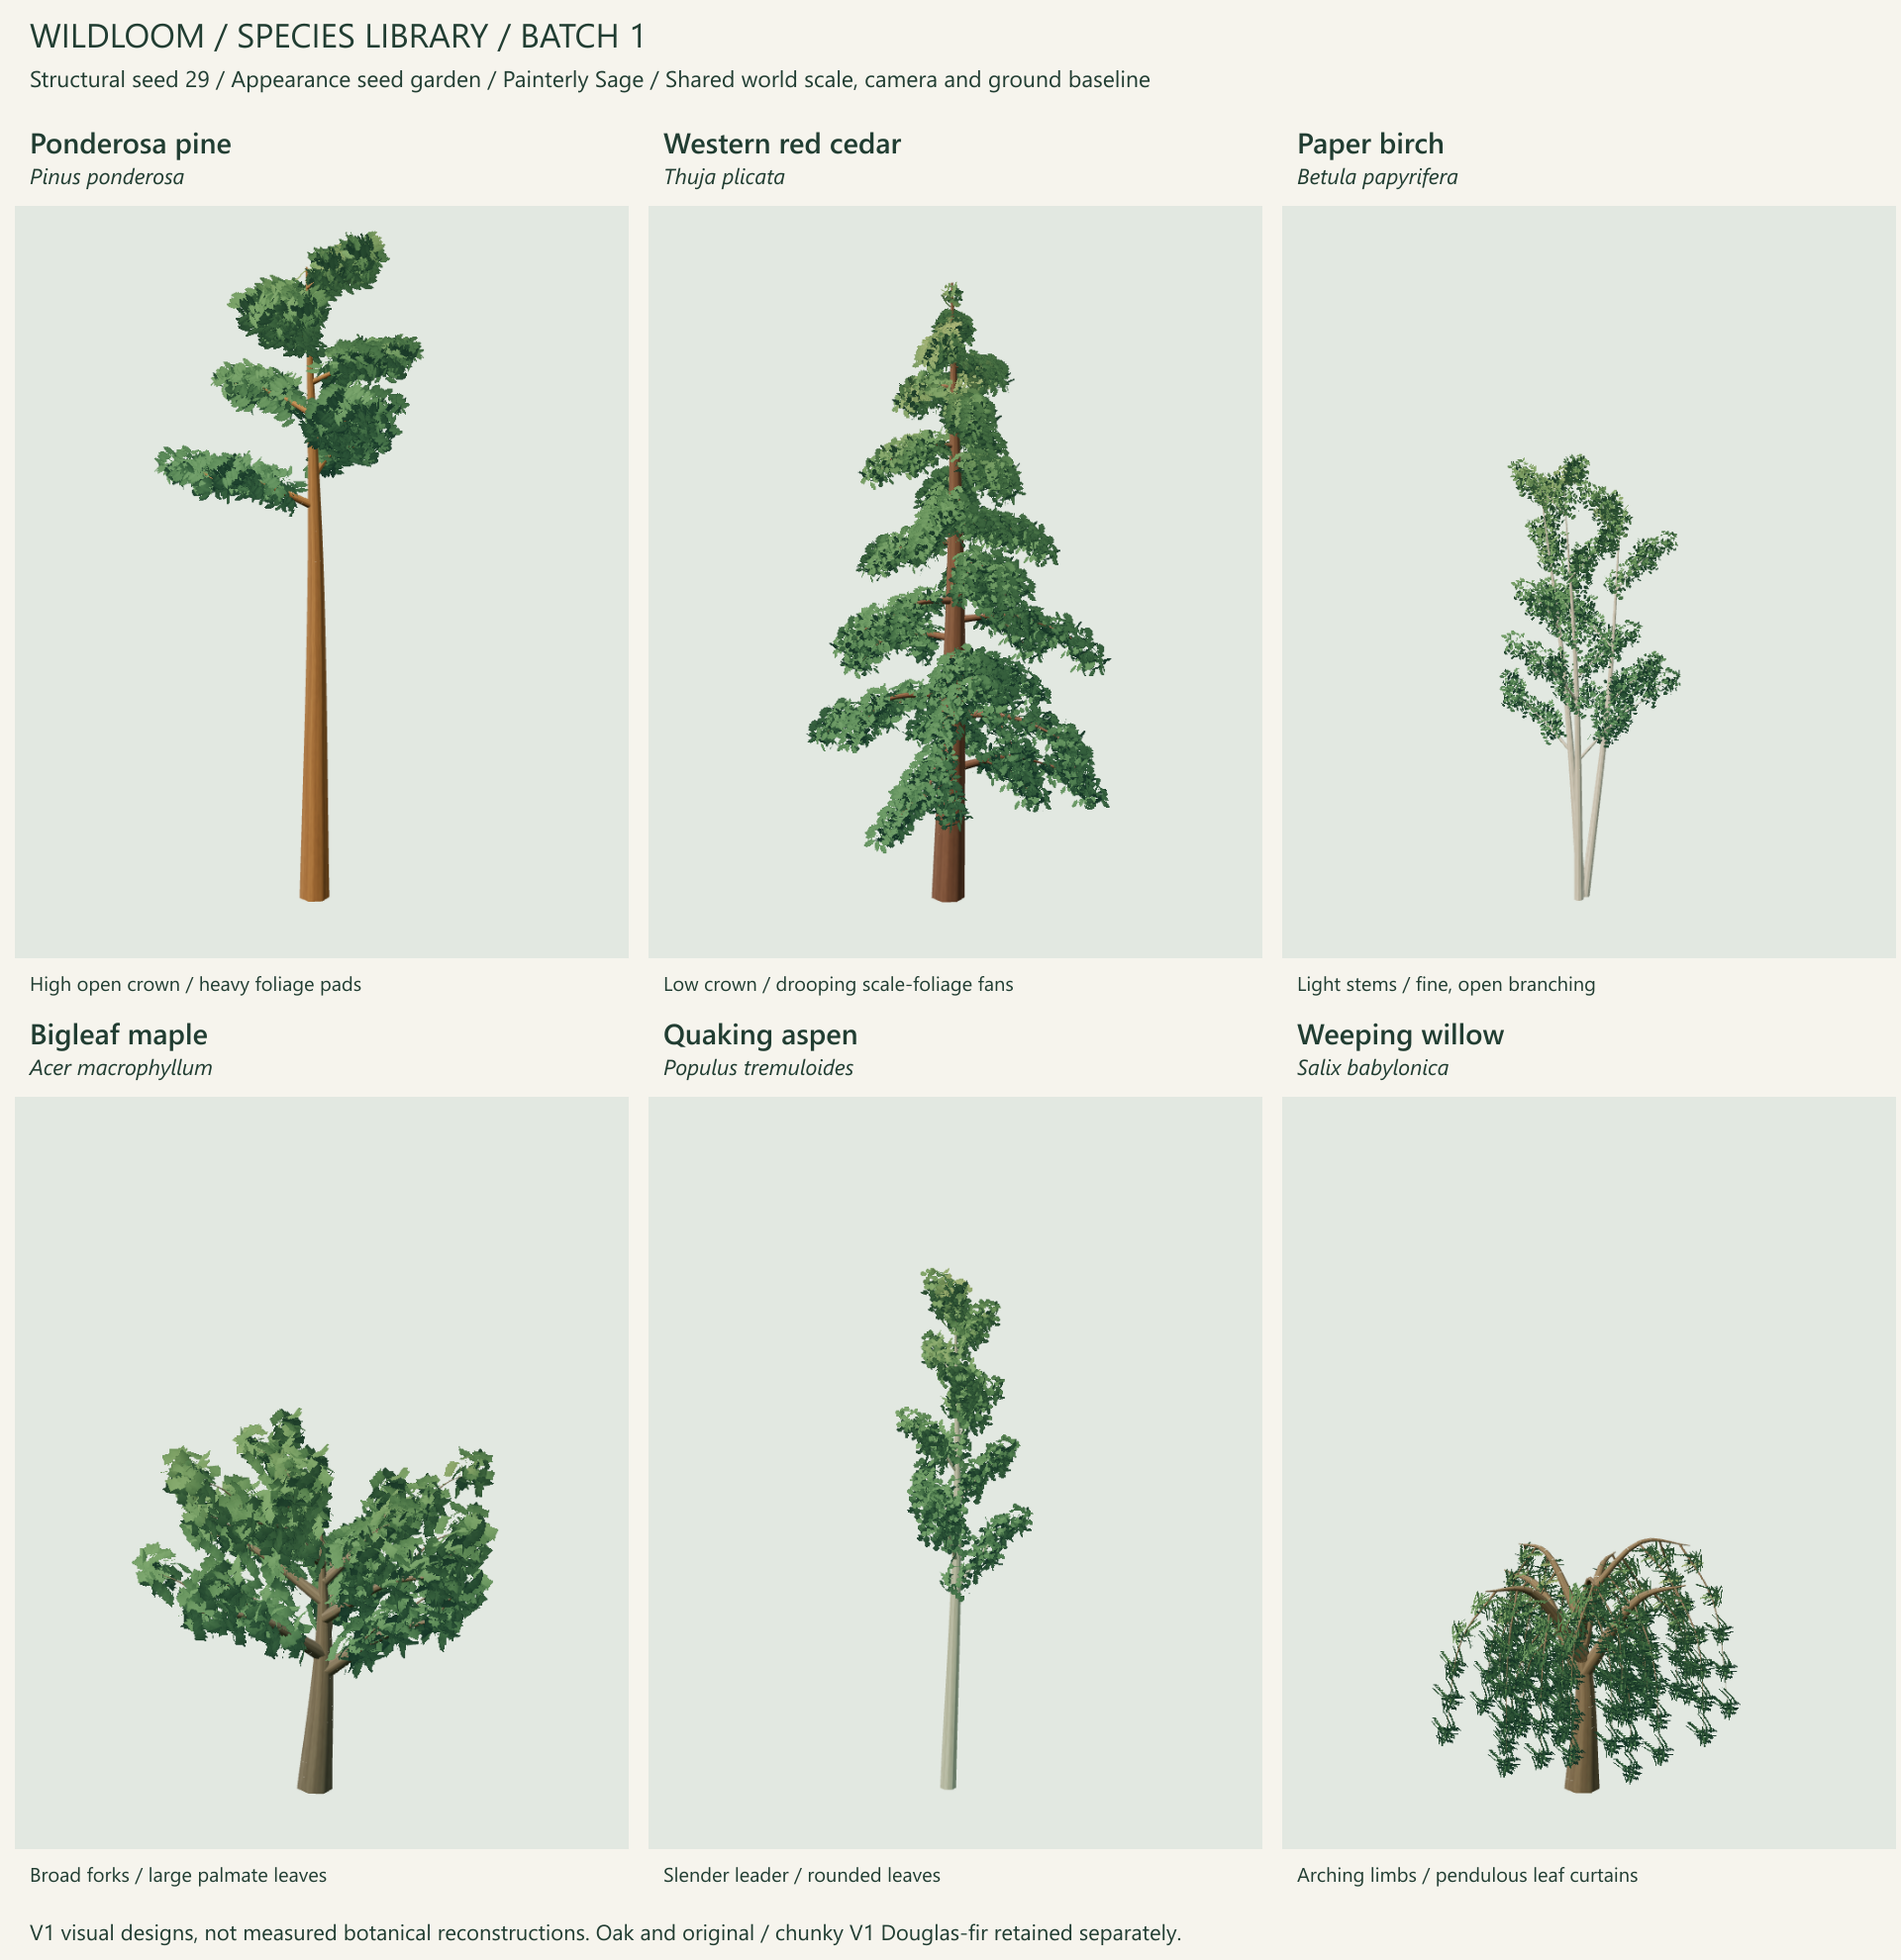 WILDLOOM / SPECIES LIBRARY / BATCH 1
Structural seed 29 / Appearance seed garden / Painterly Sage / Shared world scale, camera and ground baseline
Ponderosa pine
Pinus ponderosa
Western red cedar
Thuja plicata
Paper birch
Betula papyrifera
High open crown / heavy foliage pads
Low crown / drooping scale-foliage fans
Light stems / fine, open branching
Bigleaf maple
Acer macrophyllum
Quaking aspen
Populus tremuloides
Weeping willow
Salix babylonica
Broad forks / large palmate leaves
Slender leader / rounded leaves
Arching limbs / pendulous leaf curtains
V1 visual designs, not measured botanical reconstructions. Oak and original / chunky V1 Douglas-fir retained separately.